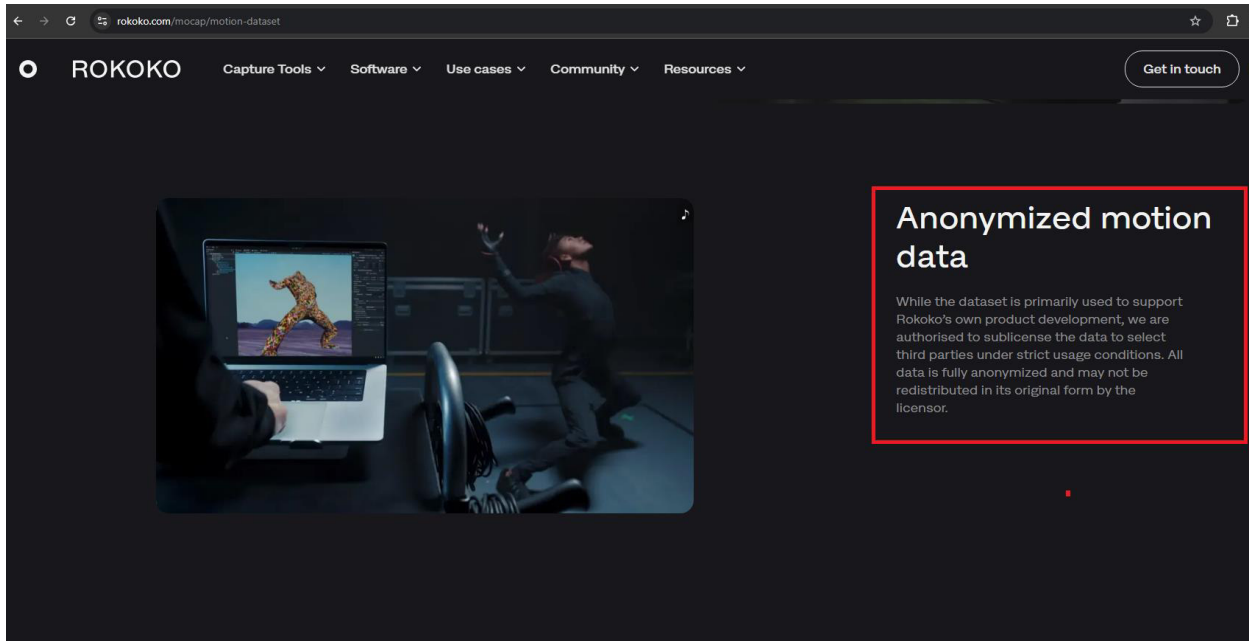 rokoko.com/mocap/motion-dataset
ROKOKO
Capture Tools
Software
Use cases
Community
Resources
Get in touch
Anonymized motion
data
While the dataset is primarily used to support
Rokoko's own product development, we are
authorised to sublicense the data to select
third parties under strict usage conditions. All
data is fully anonymized and may not be
redistributed in its original form by the
licensor.